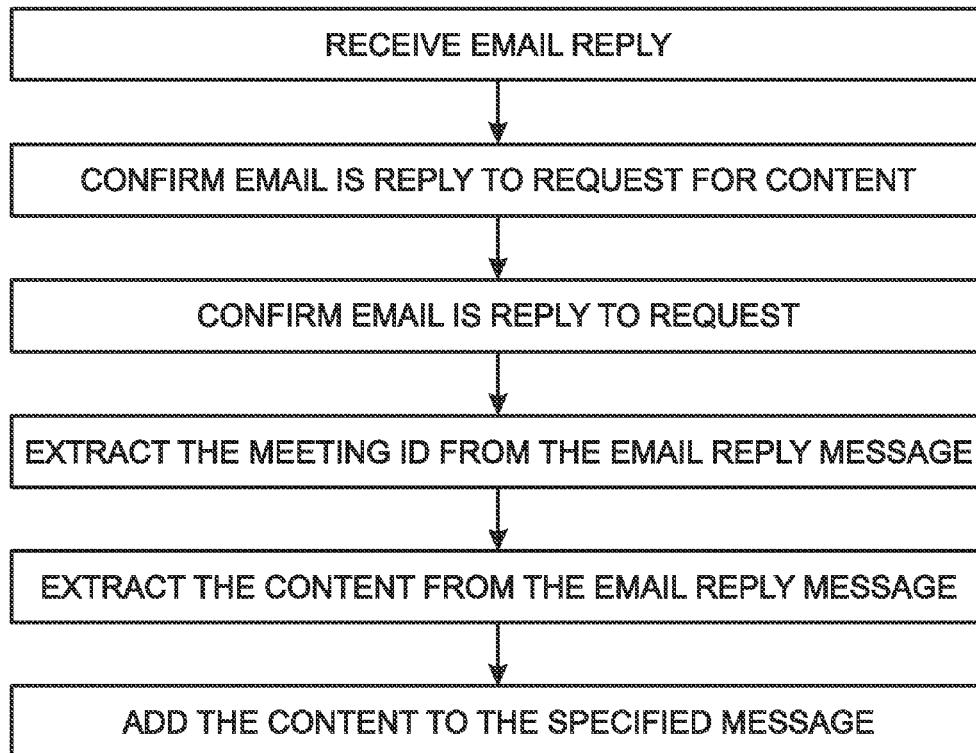 RECEIVE EMAIL REPLY
CONFIRM EMAIL IS REPLY TO REQUEST FOR CONTENT
CONFIRM EMAIL IS REPLY TO REQUEST
EXTRACT THE MEETING ID FROM THE EMAIL REPLY MESSAGE
EXTRACT THE CONTENT FROM THE EMAIL REPLY MESSAGE
ADD THE CONTENT TO THE SPECIFIED MESSAGE